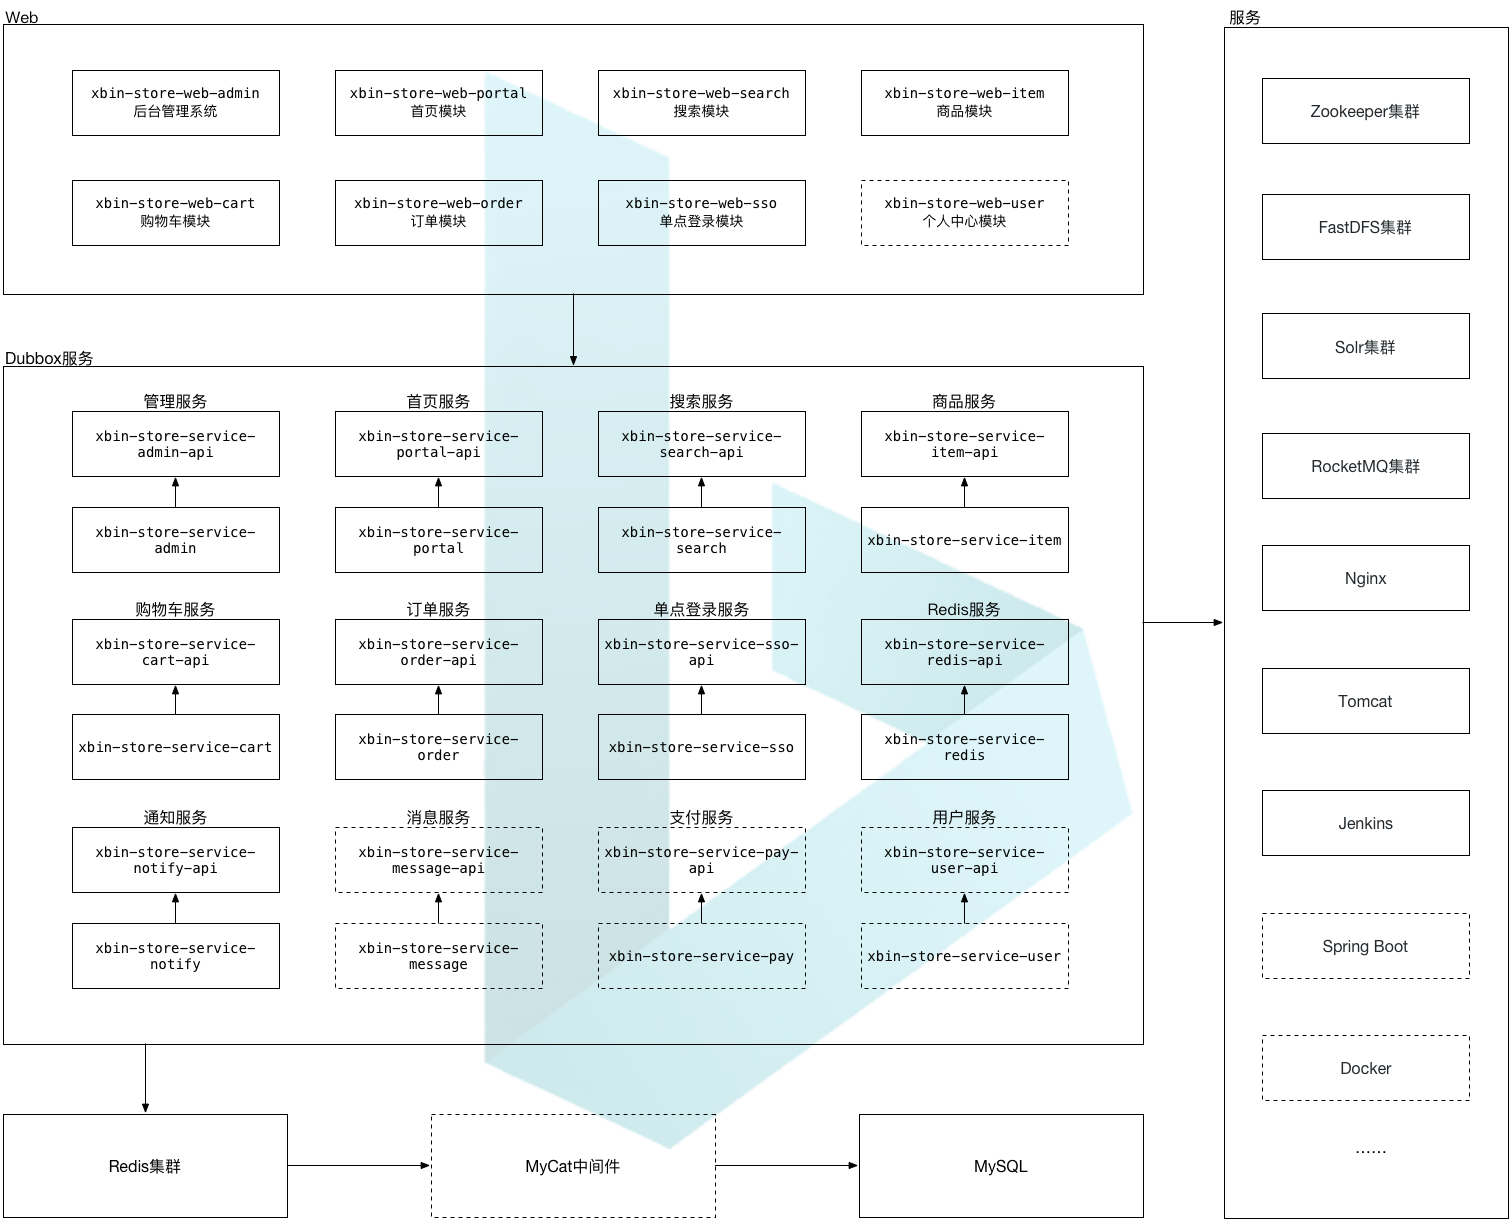 Web
xbin-store-web-admin
后台管理系统
xbin-store-web-portal
首页模块
xbin-store-web-search
搜索模块
xbin-store-web-item
商品模块
xbin-store-web-cart
购物车模块
xbin-store-web-order
订单模块
xbin-store-web-sso
单点登录模块
xbin-store-web-user
个人中心模块
Dubbox服务
管理服务
xbin-store-service-
admin-api
xbin-store-service-
admin
首页服务
xbin-store-service-
portal-api
xbin-store-service-
portal
搜索服务
xbin-store-service-
search-api
xbin-store-service-
search
商品服务
xbin-store-service-
item-api
xbin-store-service-item
购物车服务
xbin-store-service-
cart-api
xbin-store-service-cart
订单服务
xbin-store-service-
order-api
xbin-store-service-
order
单点登录服务
xbin-store-service-sso-
api
xbin-store-service-sso
Redis服务
xbin-store-service-
redis-api
xbin-store-service-
redis
通知服务
xbin-store-service-
notify-api
xbin-store-service-
notify
消息服务
xbin-store-service-
message-api
xbin-store-service-
message
支付服务
xbin-store-service-pay-
api
xbin-store-service-pay
用户服务
xbin-store-service-
user-api
xbin-store-service-user
Redis集群
MyCat中间件
MySQL
服务
Zookeeper集群
FastDFS集群
Solr集群
RocketMQ集群
Nginx
Tomcat
Jenkins
Spring Boot
Docker
......